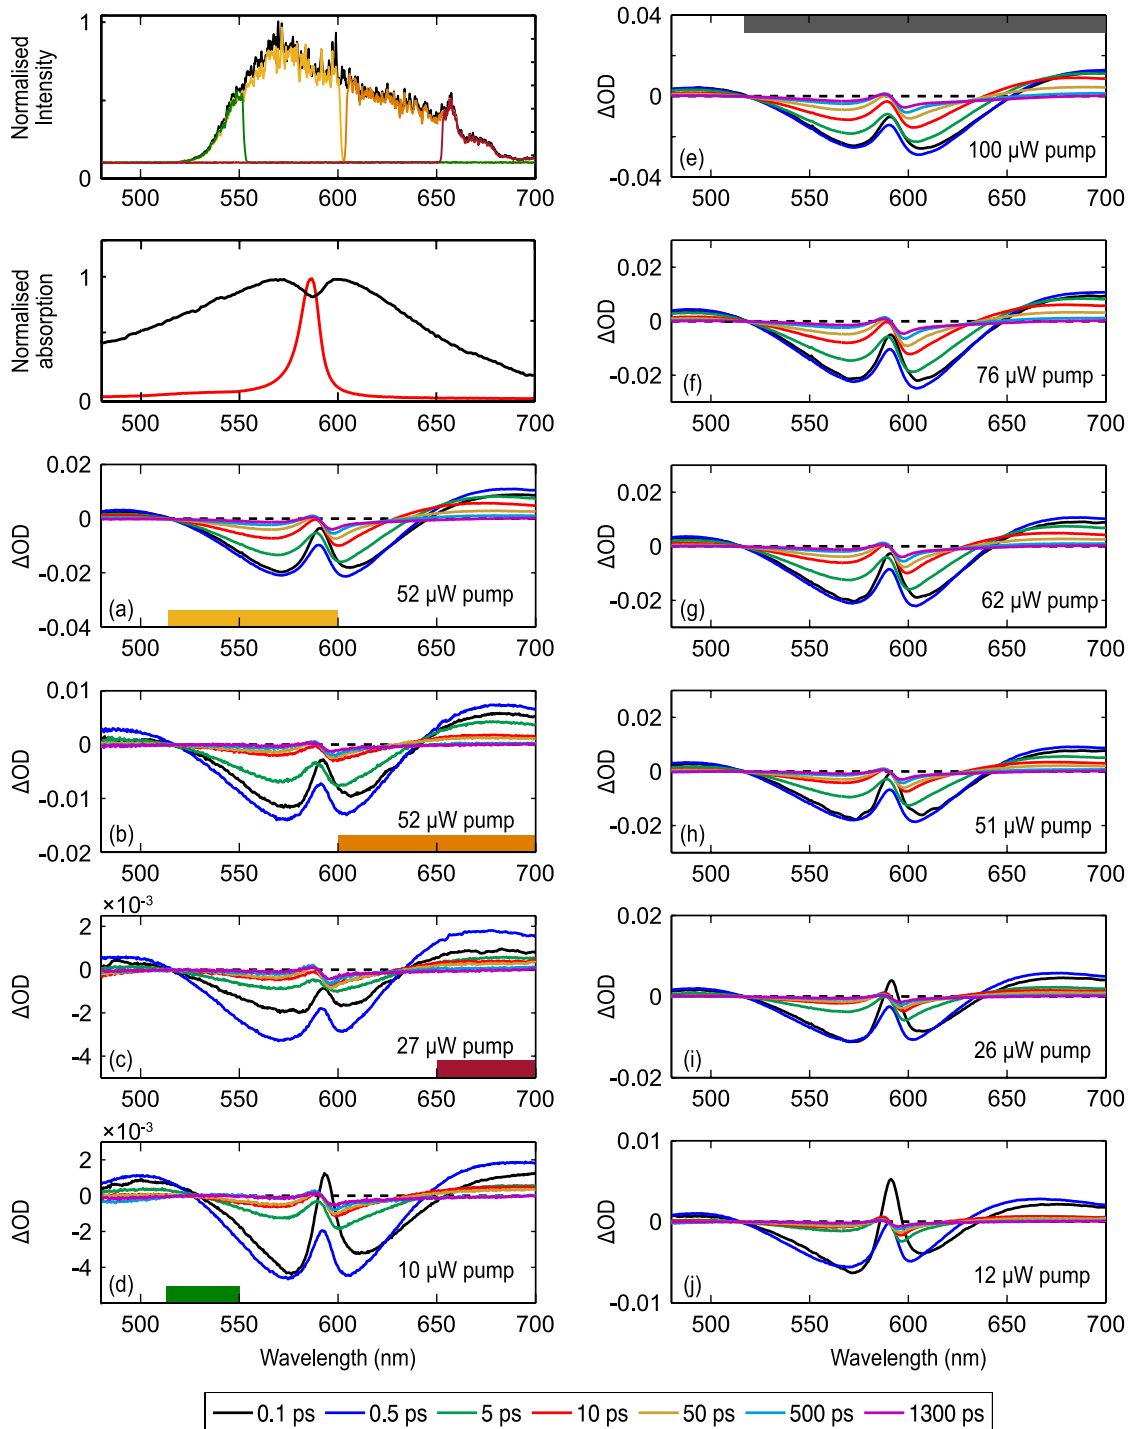 Normalised
Intensity
1
0
500 550 600 650 700
Normalised
absorption
1
0
500 550 600 650 700
ΔOD
0.02
0
-0.02
-0.04
(a)
52 µW pump
500 550 600 650 700
ΔOD
0.01
0
-0.01
-0.02
(b)
52 µW pump
500 550 600 650 700
×10-3
ΔOD
2
0
-2
-4
(c)
27 µW pump
500 550 600 650 700
×10-3
ΔOD
2
0
-2
-4
(d)
10 µW pump
500 550 600 650 700
Wavelength (nm)
ΔOD
0.04
0
-0.04
(e)
100 µW pump
500 550 600 650 700
ΔOD
0.02
0
-0.02
(f)
76 µW pump
500 550 600 650 700
ΔOD
0.02
0
-0.02
(g)
62 µW pump
500 550 600 650 700
ΔOD
0.02
0
-0.02
(h)
51 µW pump
500 550 600 650 700
ΔOD
0.02
0
-0.02
(i)
26 µW pump
500 550 600 650 700
ΔOD
0.01
0
-0.01
(j)
12 µW pump
500 550 600 650 700
Wavelength (nm)
0.1 ps 0.5 ps 5 ps 10 ps 50 ps 500 ps 1300 ps